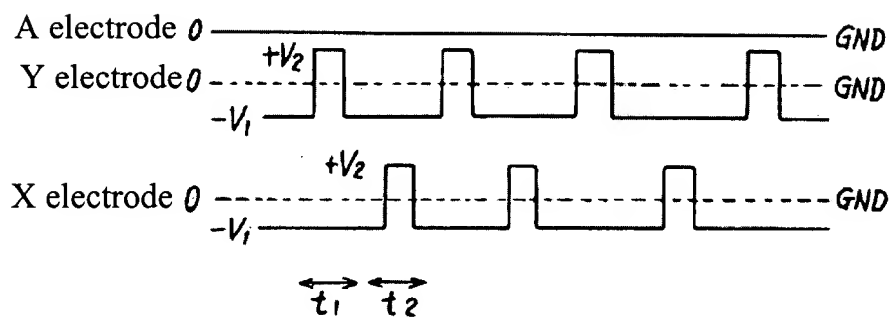 A electrode 0 GND
+V2
Y electrode 0 GND
-V1
+V2
X electrode 0 GND
-V1
t1 t2